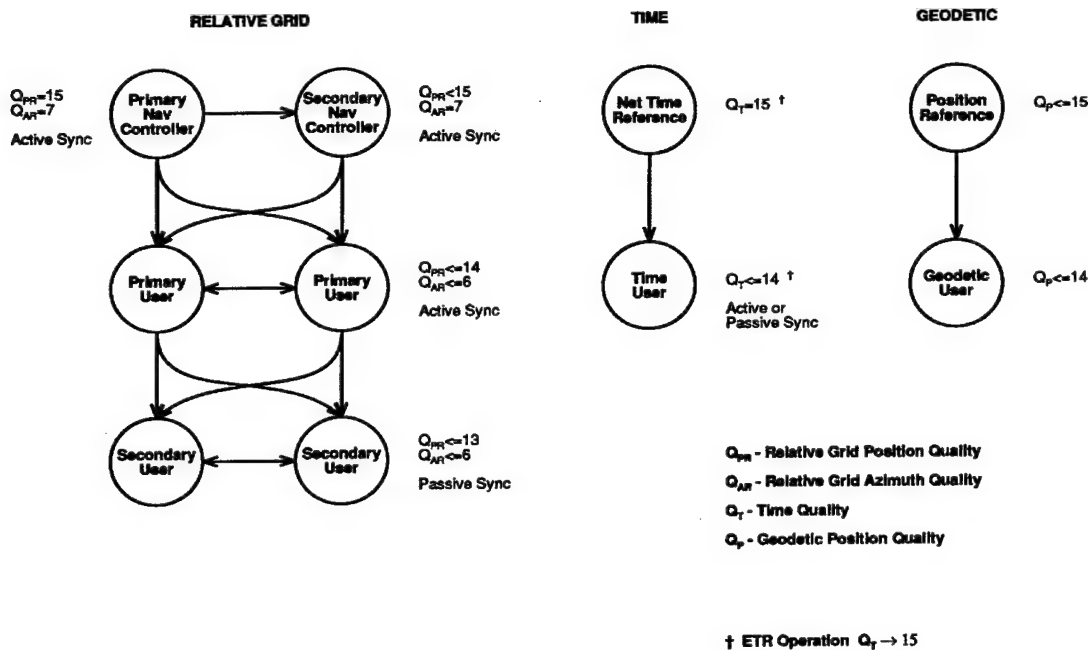 RELATIVE GRID
Q_PR=15
Q_AR=7
Active Sync
Primary
Nav
Controller
Secondary
Nav
Controller
Q_PR<15
Q_AR=7
Active Sync
Primary
User
Primary
User
Q_PR<=14
Q_AR<=6
Active Sync
Secondary
User
Secondary
User
Q_PR<=13
Q_AR<=6
Passive Sync
TIME
Net Time
Reference
Q_T=15 †
Time
User
Q_T<=14 †
Active or
Passive Sync
GEODETIC
Position
Reference
Q_P<=15
Geodetic
User
Q_P<=14
Q_PR - Relative Grid Position Quality
Q_AR - Relative Grid Azimuth Quality
Q_T - Time Quality
Q_P - Geodetic Position Quality
† ETR Operation Q_T → 15